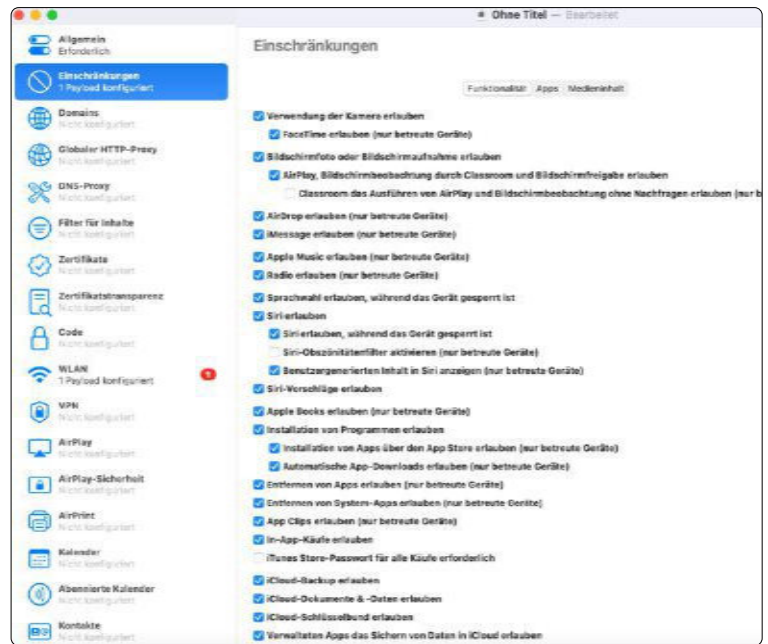 Ohne Titel — Bearbeitet
Allgemein
Erforderlich
Einschränkungen
1 Payload konfiguriert
Domains
Nicht konfiguriert
Globaler HTTP-Proxy
Nicht konfiguriert
DNS-Proxy
Nicht konfiguriert
Filter für Inhalte
Nicht konfiguriert
Zertifikate
Nicht konfiguriert
Zertifikatstransparenz
Nicht konfiguriert
Code
Nicht konfiguriert
WLAN
1 Payload konfiguriert
1
VPN
Nicht konfiguriert
AirPlay
Nicht konfiguriert
AirPlay-Sicherheit
Nicht konfiguriert
AirPrint
Nicht konfiguriert
Kalender
Nicht konfiguriert
Abonnierte Kalender
Nicht konfiguriert
Kontakte
Nicht konfiguriert
Einschränkungen
Funktionalität Apps Medieninhalt
Verwendung der Kamera erlauben
FaceTime erlauben (nur betreute Geräte)
Bildschirmfoto oder Bildschirmaufnahme erlauben
AirPlay, Bildschirmbeobachtung durch Classroom und Bildschirmfreigabe erlauben
Classroom das Ausführen von AirPlay und Bildschirmbeobachtung ohne Nachfragen erlauben (nur b
AirDrop erlauben (nur betreute Geräte)
iMessage erlauben (nur betreute Geräte)
Apple Music erlauben (nur betreute Geräte)
Radio erlauben (nur betreute Geräte)
Sprachwahl erlauben, während das Gerät gesperrt ist
Siri erlauben
Siri erlauben, während das Gerät gesperrt ist
Siri-Obszönitätenfilter aktivieren (nur betreute Geräte)
Benutzergenerierten Inhalt in Siri anzeigen (nur betreute Geräte)
Siri-Vorschläge erlauben
Apple Books erlauben (nur betreute Geräte)
Installation von Programmen erlauben
Installation von Apps über den App Store erlauben (nur betreute Geräte)
Automatische App-Downloads erlauben (nur betreute Geräte)
Entfernen von Apps erlauben (nur betreute Geräte)
Entfernen von System-Apps erlauben (nur betreute Geräte)
App Clips erlauben (nur betreute Geräte)
In-App-Käufe erlauben
iTunes Store-Passwort für alle Käufe erforderlich
iCloud-Backup erlauben
iCloud-Dokumente & -Daten erlauben
iCloud-Schlüsselbund erlauben
Verwalteten Apps das Sichern von Daten in iCloud erlauben